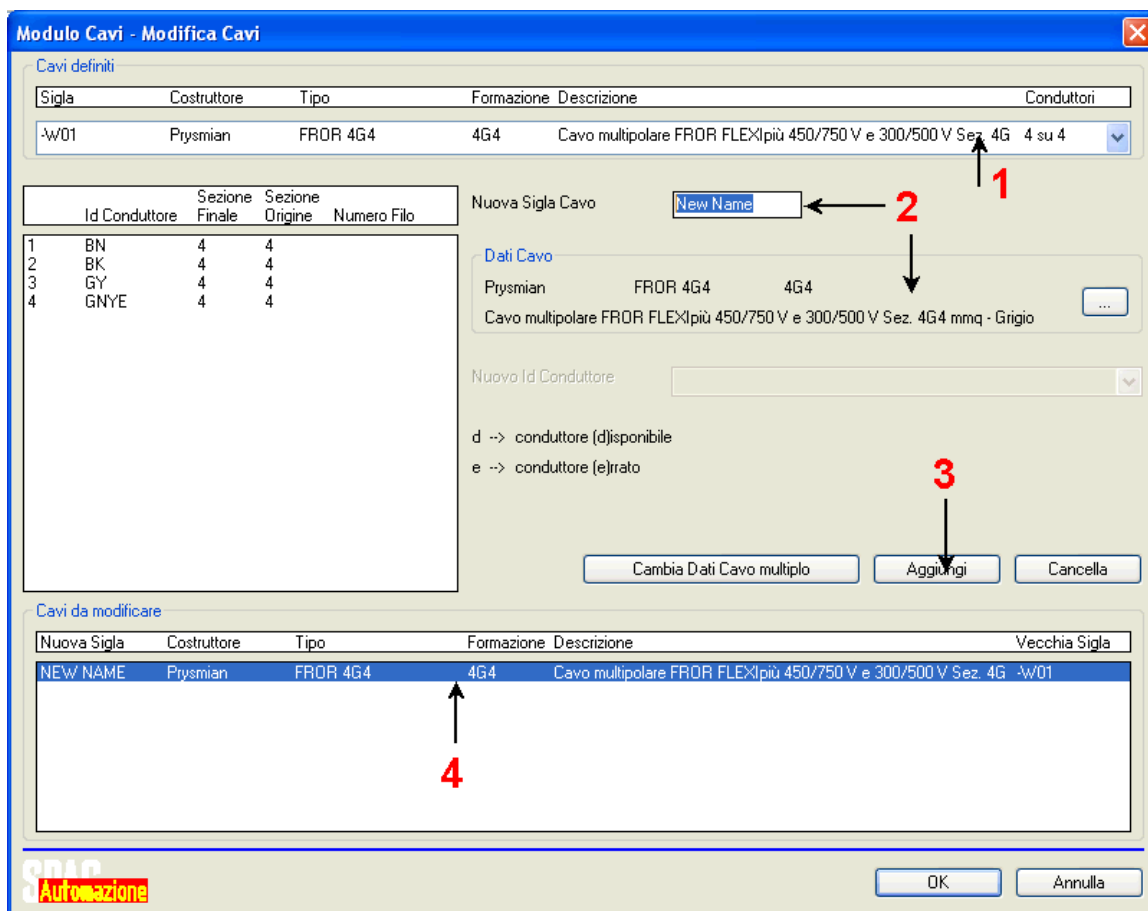 Modulo Cavi - Modifica Cavi
Cavi definiti
Sigla Costruttore Tipo Formazione Descrizione Conduttori
-W01 Prysmian FROR 4G4 4G4 Cavo multipolare FROR FLEXIpiù 450/750 V e 300/500 V Sez. 4G 4 su 4
1
Id Conduttore Sezione Finale Sezione Origine Numero Filo
Nuova Sigla Cavo New Name
2
1 BN 4 4
2 BK 4 4
3 GY 4 4
4 GNYE 4 4
Dati Cavo
Prysmian FROR 4G4 4G4
...
Cavo multipolare FROR FLEXIpiù 450/750 V e 300/500 V Sez. 4G4 mmq - Grigio
Nuovo Id Conduttore
d --> conduttore (d)isponibile
e --> conduttore (e)rrato
3
Cambia Dati Cavo multiplo Aggiungi Cancella
Cavi da modificare
Nuova Sigla Costruttore Tipo Formazione Descrizione Vecchia Sigla
NEW NAME Prysmian FROR 4G4 4G4 Cavo multipolare FROR FLEXIpiù 450/750 V e 300/500 V Sez. 4G -W01
4
SPAC
Automazione
OK Annulla